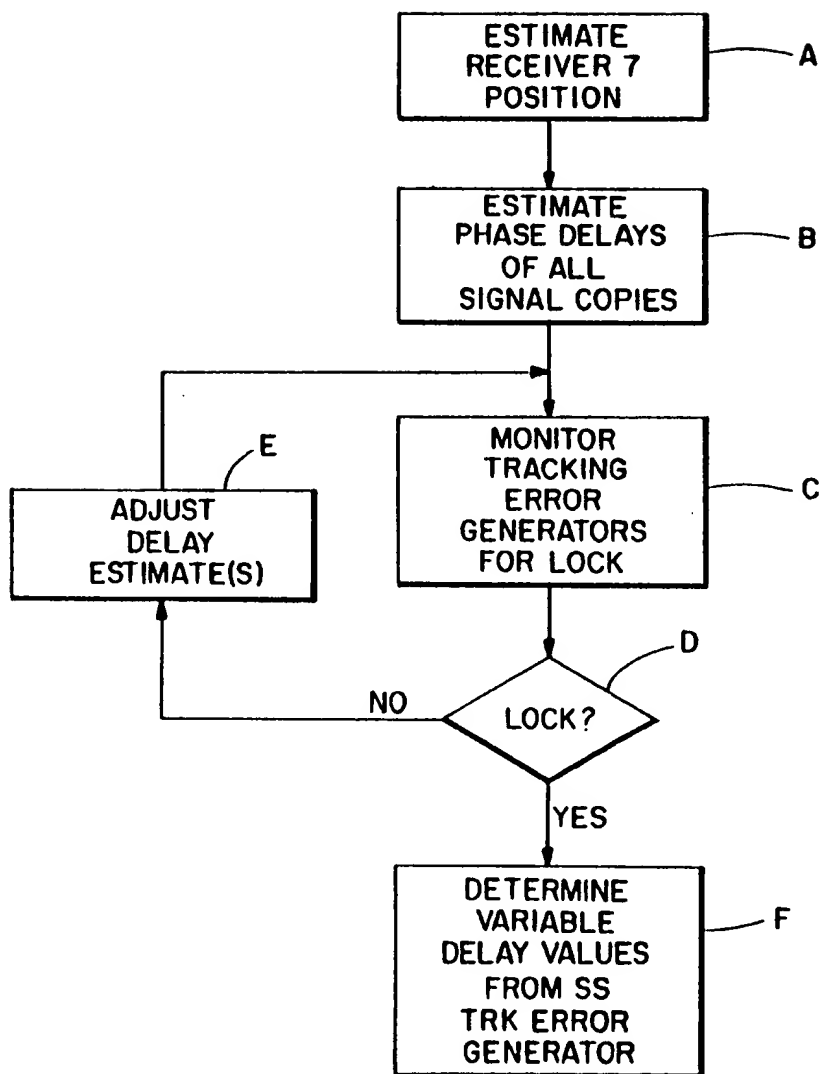 ESTIMATE
RECEIVER 7
POSITION
A
ESTIMATE
PHASE DELAYS
OF ALL
SIGNAL COPIES
B
MONITOR
TRACKING
ERROR
GENERATORS
FOR LOCK
C
E
ADJUST
DELAY
ESTIMATE(S)
D
NO
LOCK?
YES
DETERMINE
VARIABLE
DELAY VALUES
FROM SS
TRK ERROR
GENERATOR
F